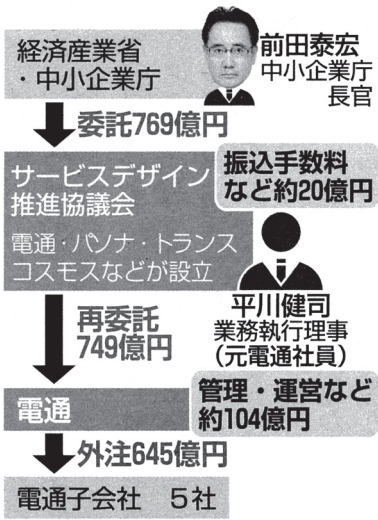 経済産業省
・中小企業庁
前田泰宏
中小企業庁
長官
委託769億円
サービスデザイン
推進協議会
電通・パソナ・トランス
コスモスなどが設立
振込手数料
など約20億円
平川健司
業務執行理事
（元電通社員）
再委託
749億円
電通
管理・運営など
約104億円
外注645億円
電通子会社　５社